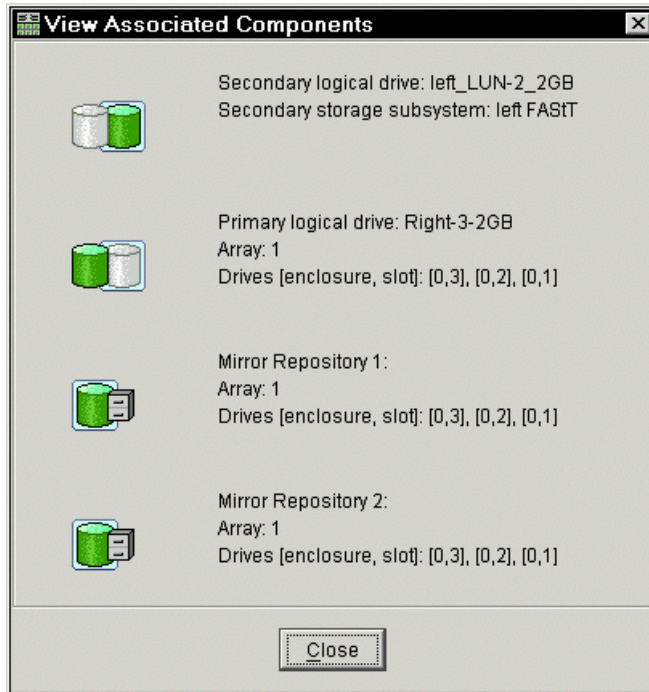 View Associated Components
Secondary logical drive: left_LUN-2_2GB
Secondary storage subsystem: left FAStT
Primary logical drive: Right-3-2GB
Array: 1
Drives [enclosure, slot]: [0,3], [0,2], [0,1]
Mirror Repository 1:
Array: 1
Drives [enclosure, slot]: [0,3], [0,2], [0,1]
Mirror Repository 2:
Array: 1
Drives [enclosure, slot]: [0,3], [0,2], [0,1]
Close